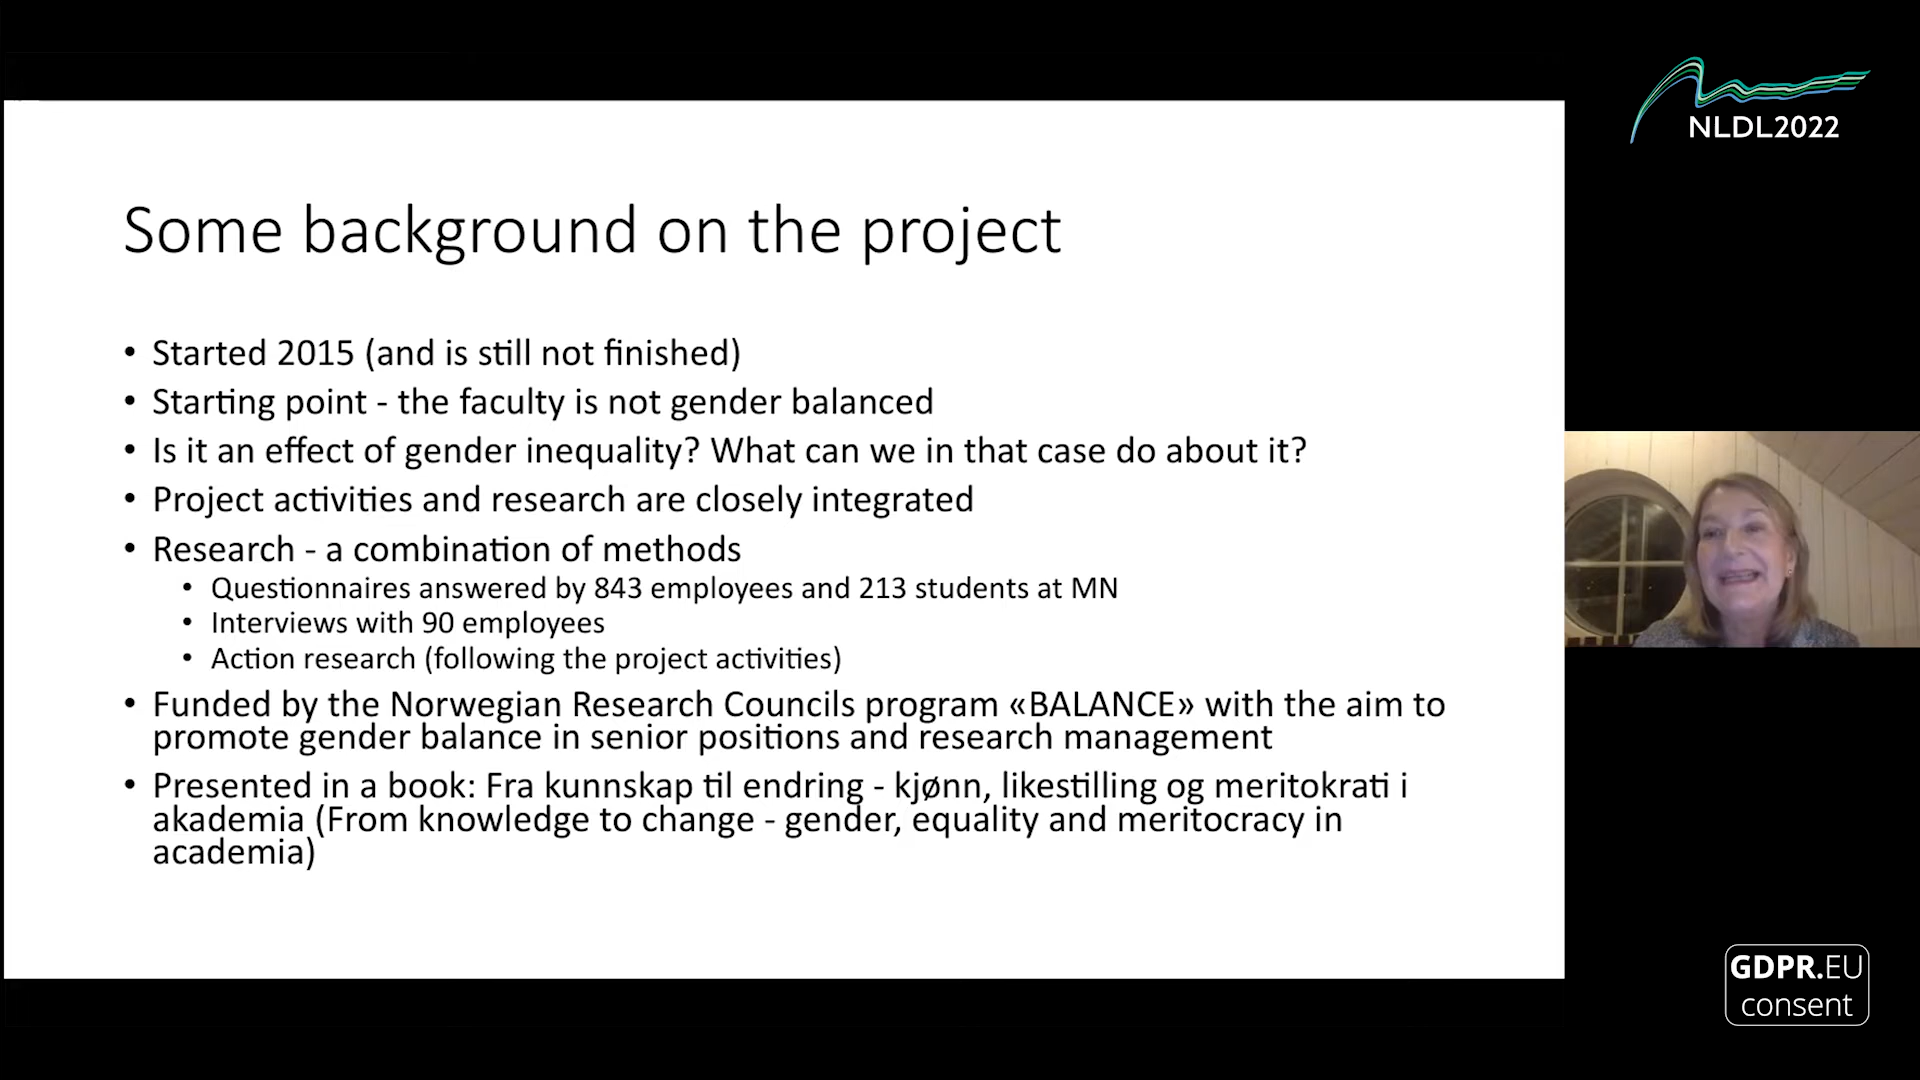 NLDL2022
Some background on the project
• Started 2015 (and is still not finished)
• Starting point - the faculty is not gender balanced
• Is it an effect of gender inequality? What can we in that case do about it?
• Project activities and research are closely integrated
• Research - a combination of methods
• Questionnaires answered by 843 employees and 213 students at MN
• Interviews with 90 employees
• Action research (following the project activities)
• Funded by the Norwegian Research Councils program «BALANCE» with the aim to
promote gender balance in senior positions and research management
• Presented in a book: Fra kunnskap til endring - kjønn, likestilling og meritokrati i
akademia (From knowledge to change - gender, equality and meritocracy in
academia)
GDPR.EU
consent